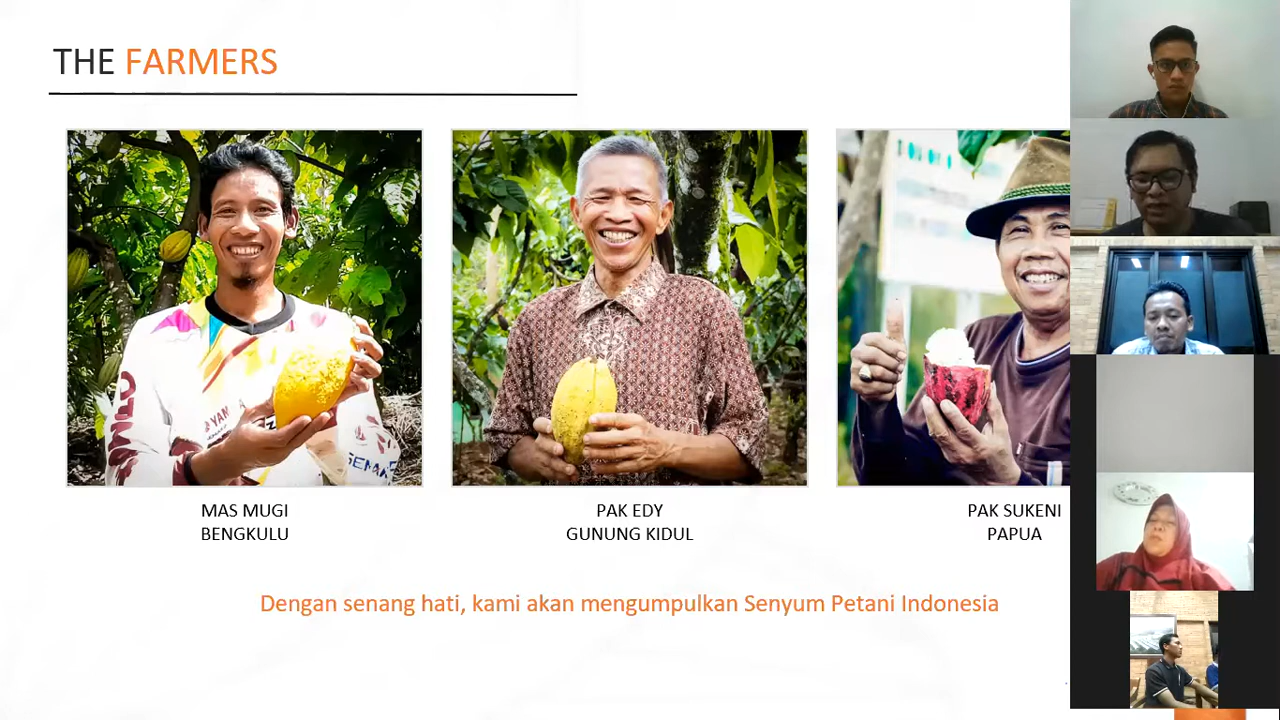 THE FARMERS
MAS MUGI
BENGKULU
PAK EDY
GUNUNG KIDUL
PAK SUKENI
PAPUA
Dengan senang hati, kami akan mengumpulkan Senyum Petani Indonesia